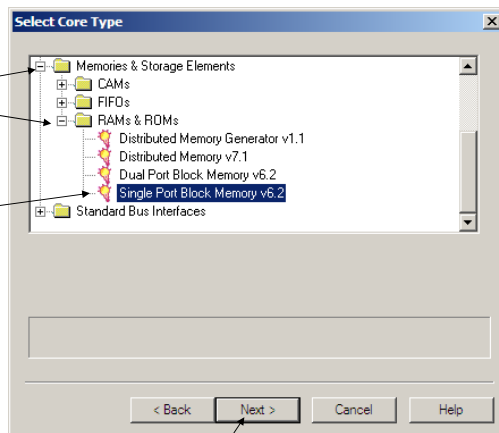 Select Core Type
Memories & Storage Elements
CAMs
FIFOs
RAMs & ROMs
Distributed Memory Generator v1.1
Distributed Memory v7.1
Dual Port Block Memory v6.2
Single Port Block Memory v6.2
Standard Bus Interfaces
< Back Next > Cancel Help